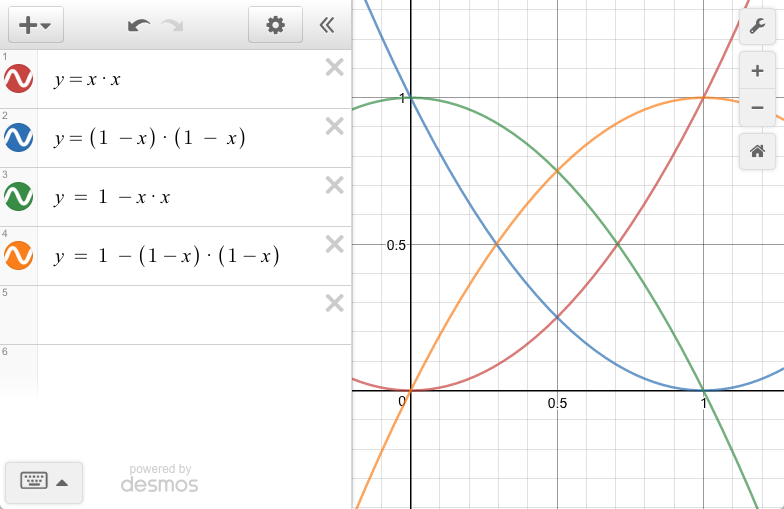 1
y = x · x
2
y = (1 − x) · (1 − x)
3
y = 1 − x · x
4
y = 1 − (1 − x) · (1 − x)
5
6
powered by
desmos
1
0.5
0
0.5
1